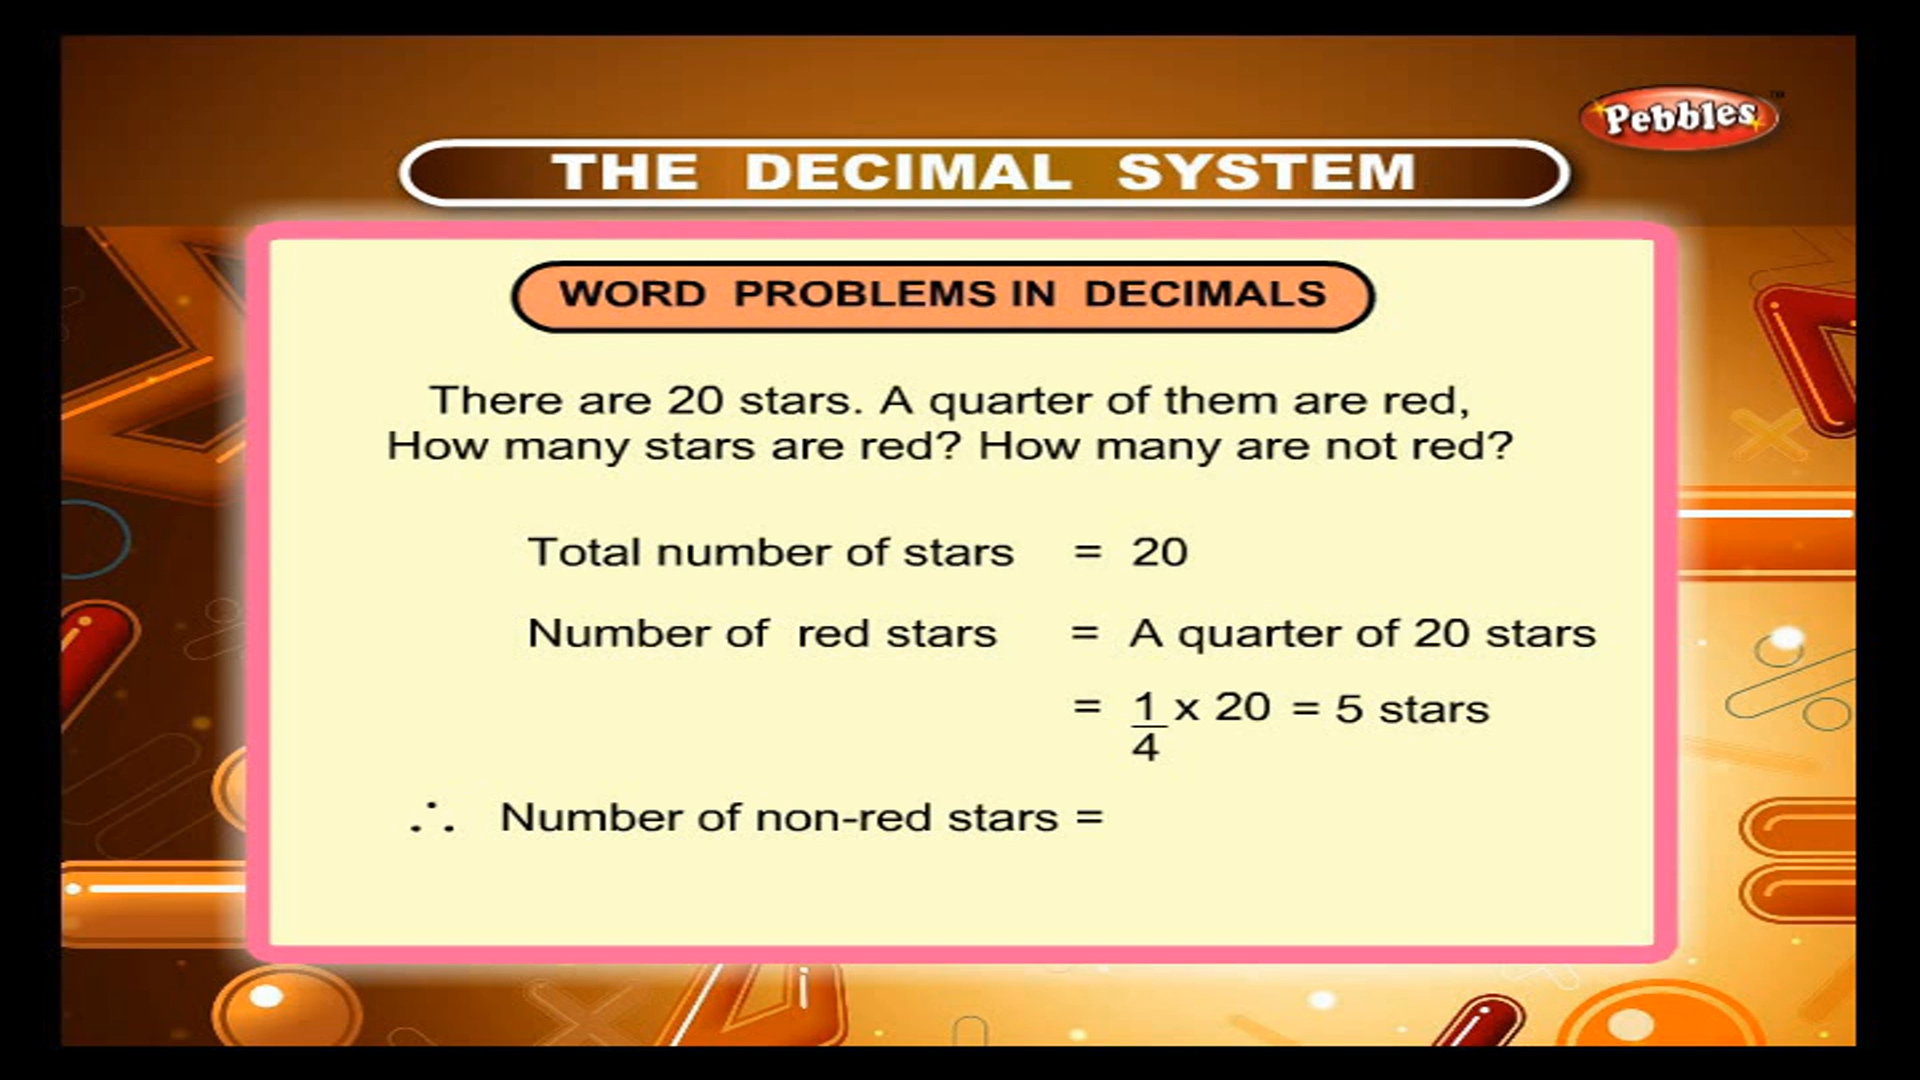 Pebbles™
THE DECIMAL SYSTEM
WORD PROBLEMS IN DECIMALS
There are 20 stars. A quarter of them are red,
How many stars are red? How many are not red?
Total number of stars = 20
Number of red stars = A quarter of 20 stars
= 1/4 x 20 = 5 stars
∴ Number of non-red stars =